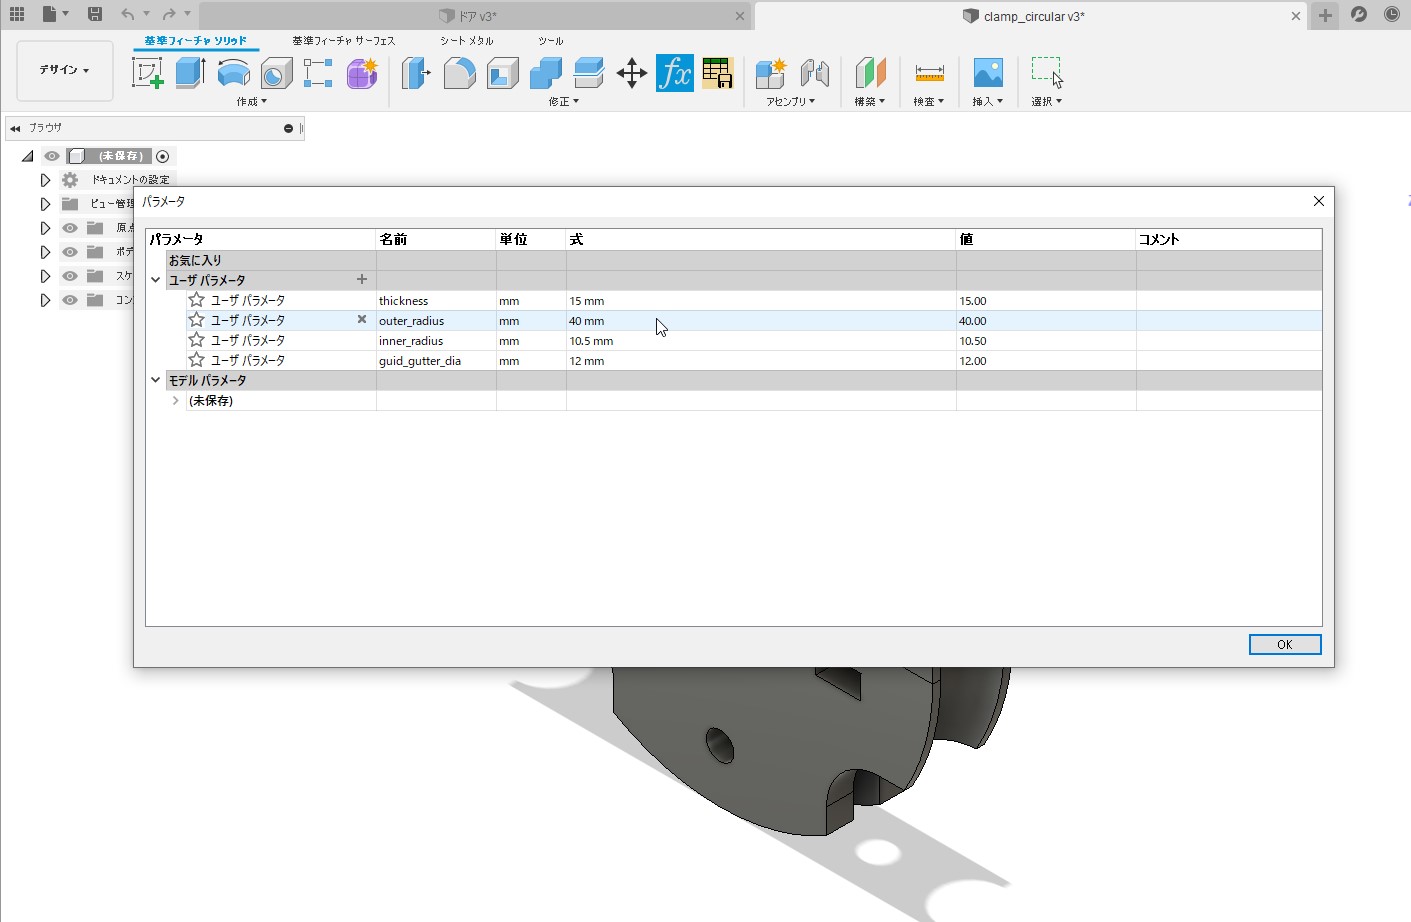 ドア v3*
clamp_circular v3*
基準フィーチャ ソリッド 基準フィーチャ サーフェス シート メタル ツール
デザイン
作成 修正 アセンブリ 構築 検査 挿入 選択
fx
ブラウザ
(未保存)
ドキュメントの設定
ビュー管理
原点
ボデ
スケ
コン
パラメータ
パラメータ 名前 単位 式 値 コメント
お気に入り
ユーザ パラメータ
ユーザ パラメータ thickness mm 15 mm 15.00
ユーザ パラメータ outer_radius mm 40 mm 40.00
ユーザ パラメータ inner_radius mm 10.5 mm 10.50
ユーザ パラメータ guid_gutter_dia mm 12 mm 12.00
モデル パラメータ
(未保存)
OK